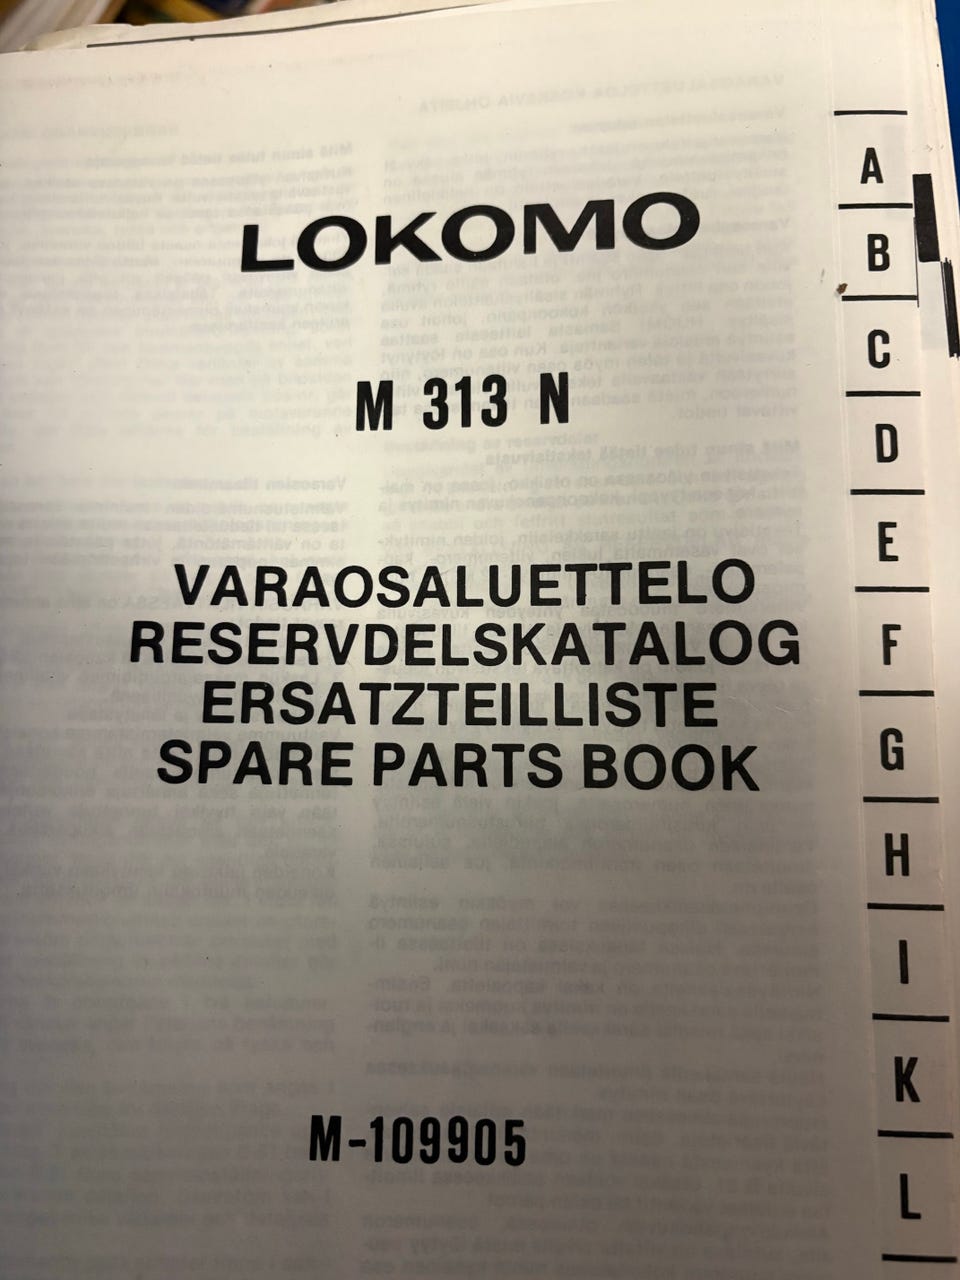 LOKOMO
M 313 N
VARAOSALUETTELO
RESERVDELSKATALOG
ERSATZTEILLISTE
SPARE PARTS BOOK
M-109905
A
B
C
D
E
F
G
H
I
K
L